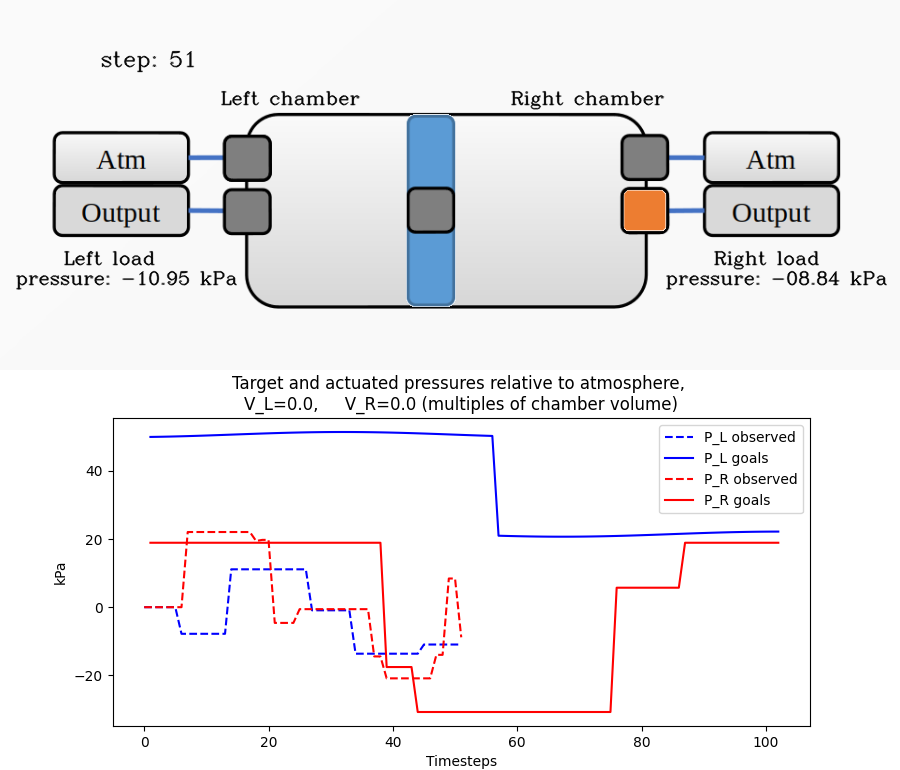 step: 51
Left chamber
Right chamber
Atm
Atm
Output
Output
Left load
pressure: −10.95 kPa
Right load
pressure: −08.84 kPa
Target and actuated pressures relative to atmosphere,
V_L=0.0, V_R=0.0 (multiples of chamber volume)
P_L observed
P_L goals
P_R observed
P_R goals
40
20
0
−20
kPa
0 20 40 60 80 100
Timesteps